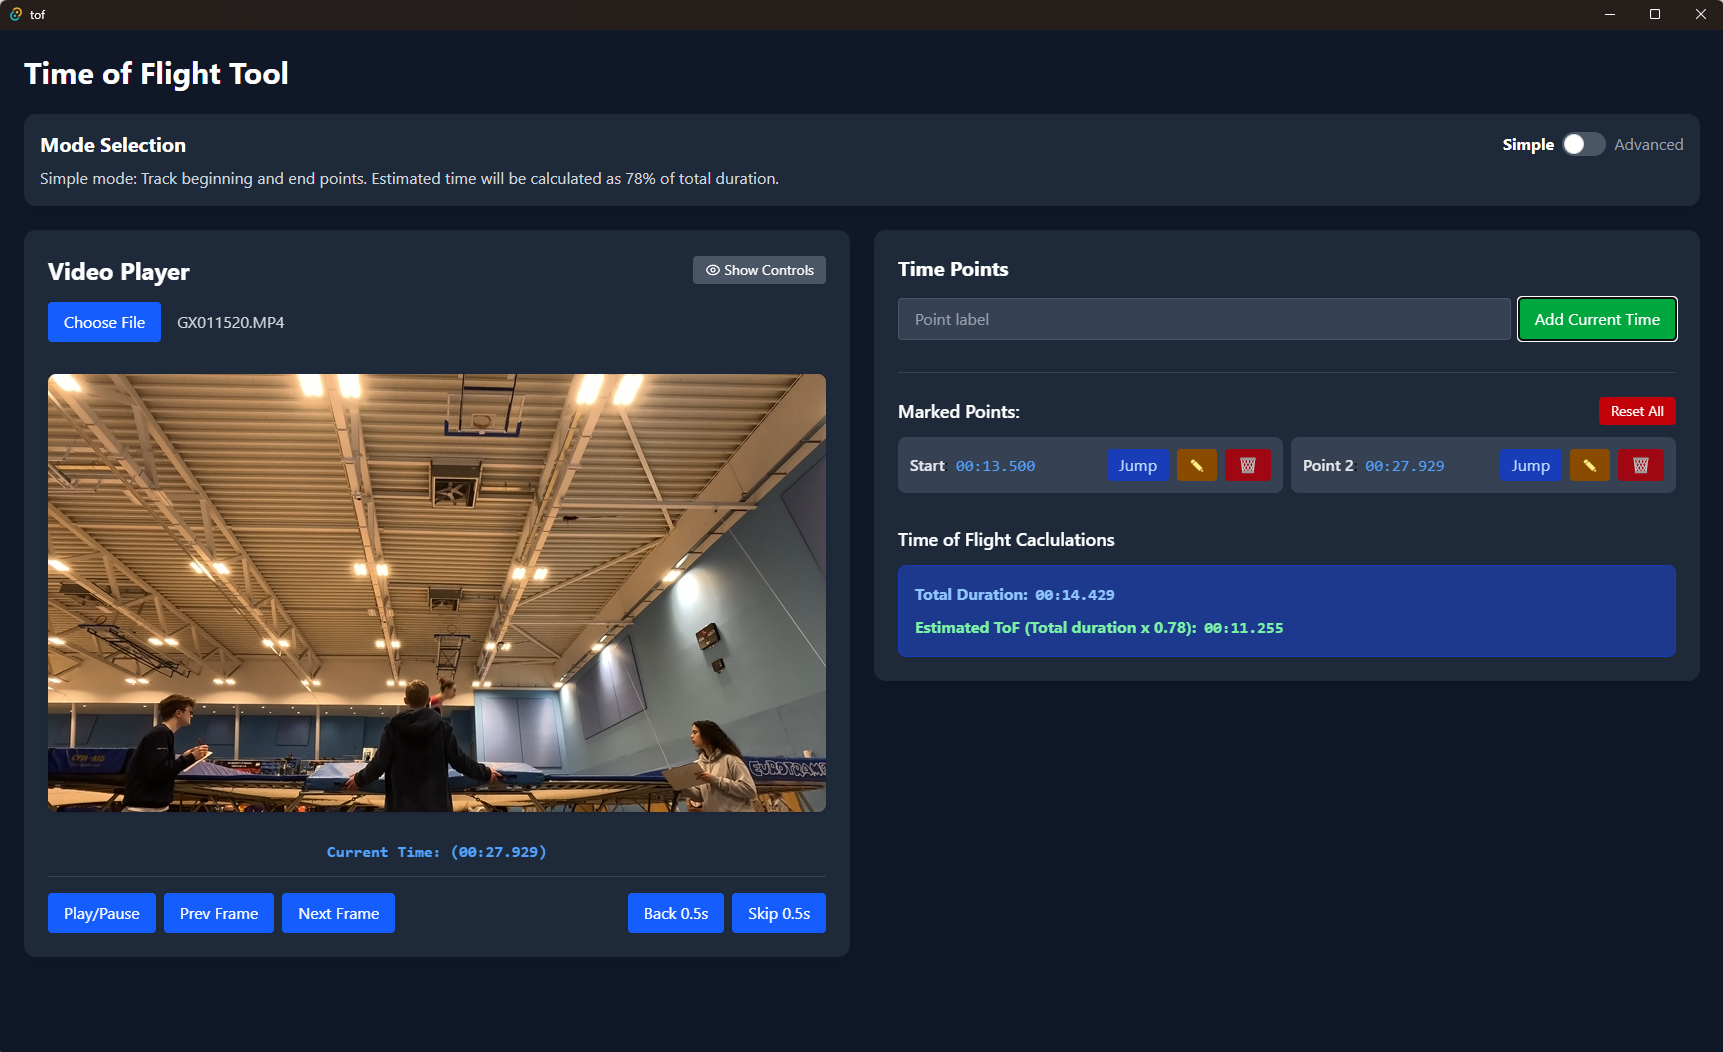 tof
Time of Flight Tool
Mode Selection
Simple
Advanced
Simple mode: Track beginning and end points. Estimated time will be calculated as 78% of total duration.
Video Player
Show Controls
Choose File
GX011520.MP4
GYM-AID
EUROTRAMP
Current Time: (00:27.929)
Play/Pause
Prev Frame
Next Frame
Back 0.5s
Skip 0.5s
Time Points
Point label
Add Current Time
Marked Points:
Reset All
Start 00:13.500
Jump
Point 2 00:27.929
Jump
Time of Flight Caclulations
Total Duration: 00:14.429
Estimated ToF (Total duration x 0.78): 00:11.255